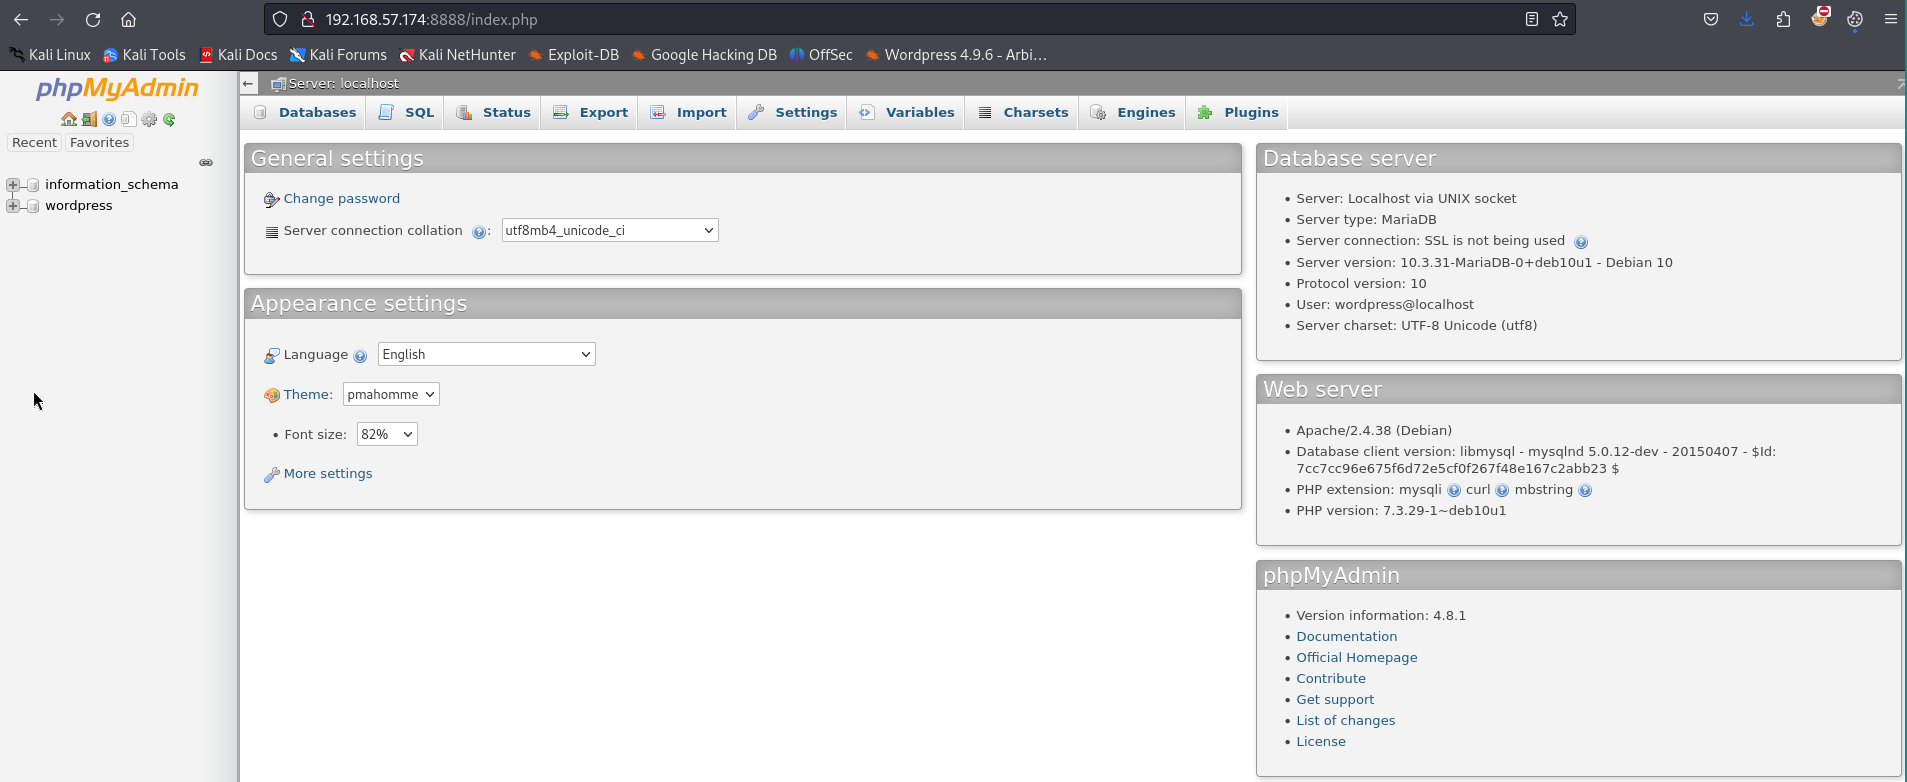 192.168.57.174:8888/index.php
Kali Linux Kali Tools Kali Docs Kali Forums Kali NetHunter Exploit-DB Google Hacking DB OffSec Wordpress 4.9.6 - Arbi…
phpMyAdmin
Recent Favorites
information_schema
wordpress
Server: localhost
Databases SQL Status Export Import Settings Variables Charsets Engines Plugins
General settings
Change password
Server connection collation : utf8mb4_unicode_ci
Appearance settings
Language English
Theme: pmahomme
• Font size: 82%
More settings
Database server
• Server: Localhost via UNIX socket
• Server type: MariaDB
• Server connection: SSL is not being used
• Server version: 10.3.31-MariaDB-0+deb10u1 - Debian 10
• Protocol version: 10
• User: wordpress@localhost
• Server charset: UTF-8 Unicode (utf8)
Web server
• Apache/2.4.38 (Debian)
• Database client version: libmysql - mysqlnd 5.0.12-dev - 20150407 - $Id:
7cc7cc96e675f6d72e5cf0f267f48e167c2abb23 $
• PHP extension: mysqli curl mbstring
• PHP version: 7.3.29-1~deb10u1
phpMyAdmin
• Version information: 4.8.1
• Documentation
• Official Homepage
• Contribute
• Get support
• List of changes
• License